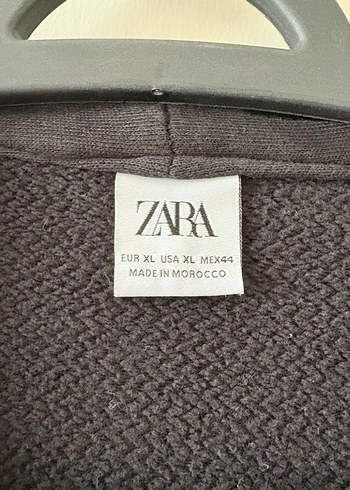 ZARA
EUR XL USA XL MEX44
MADE IN MOROCCO